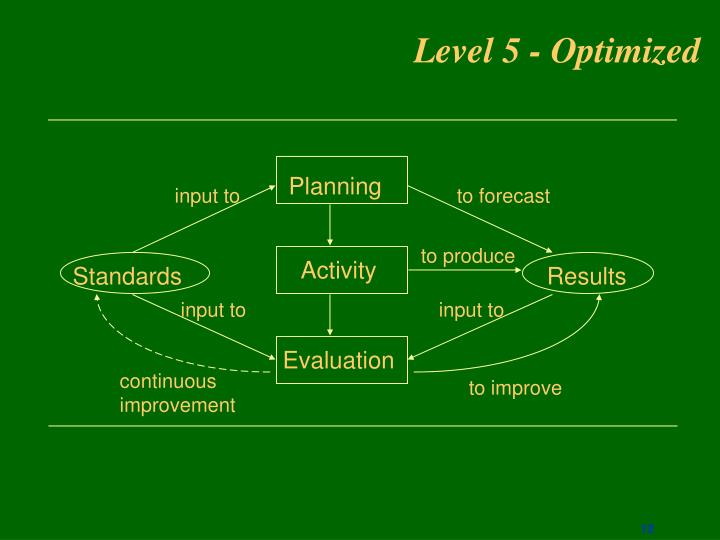 Level 5 - Optimized
Planning
input to
to forecast
to produce
Activity
Standards
Results
input to
input to
Evaluation
continuous
improvement
to improve
12